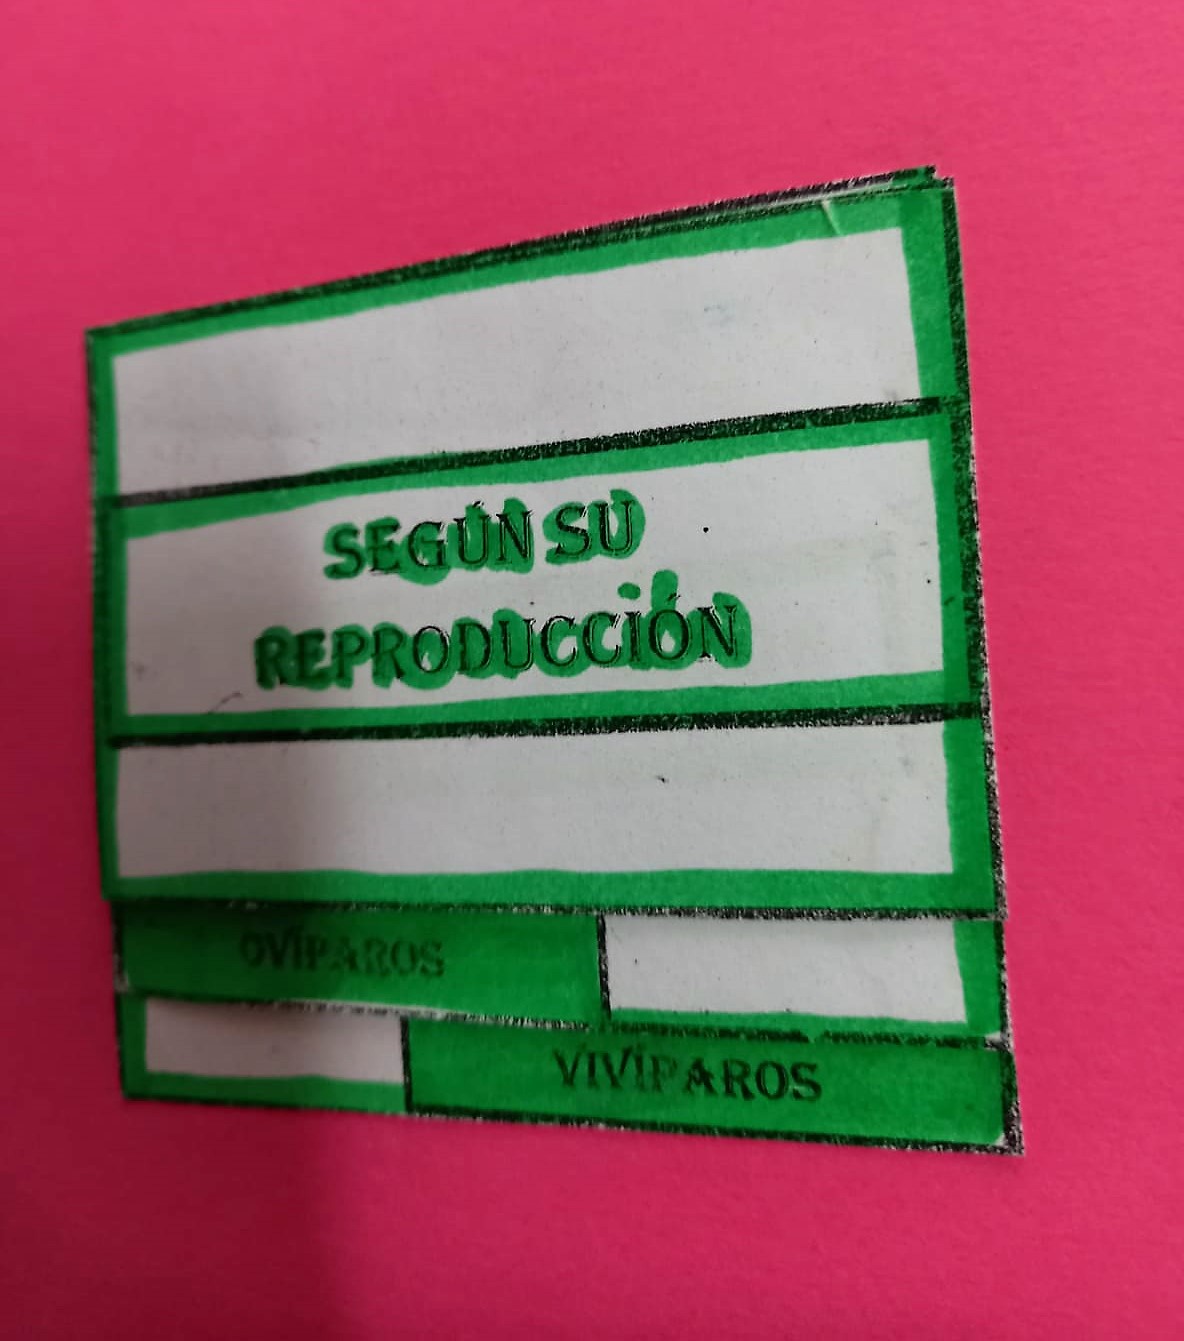 SEGÚN SU
REPRODUCCIÓN
OVÍPAROS
VIVÍPAROS